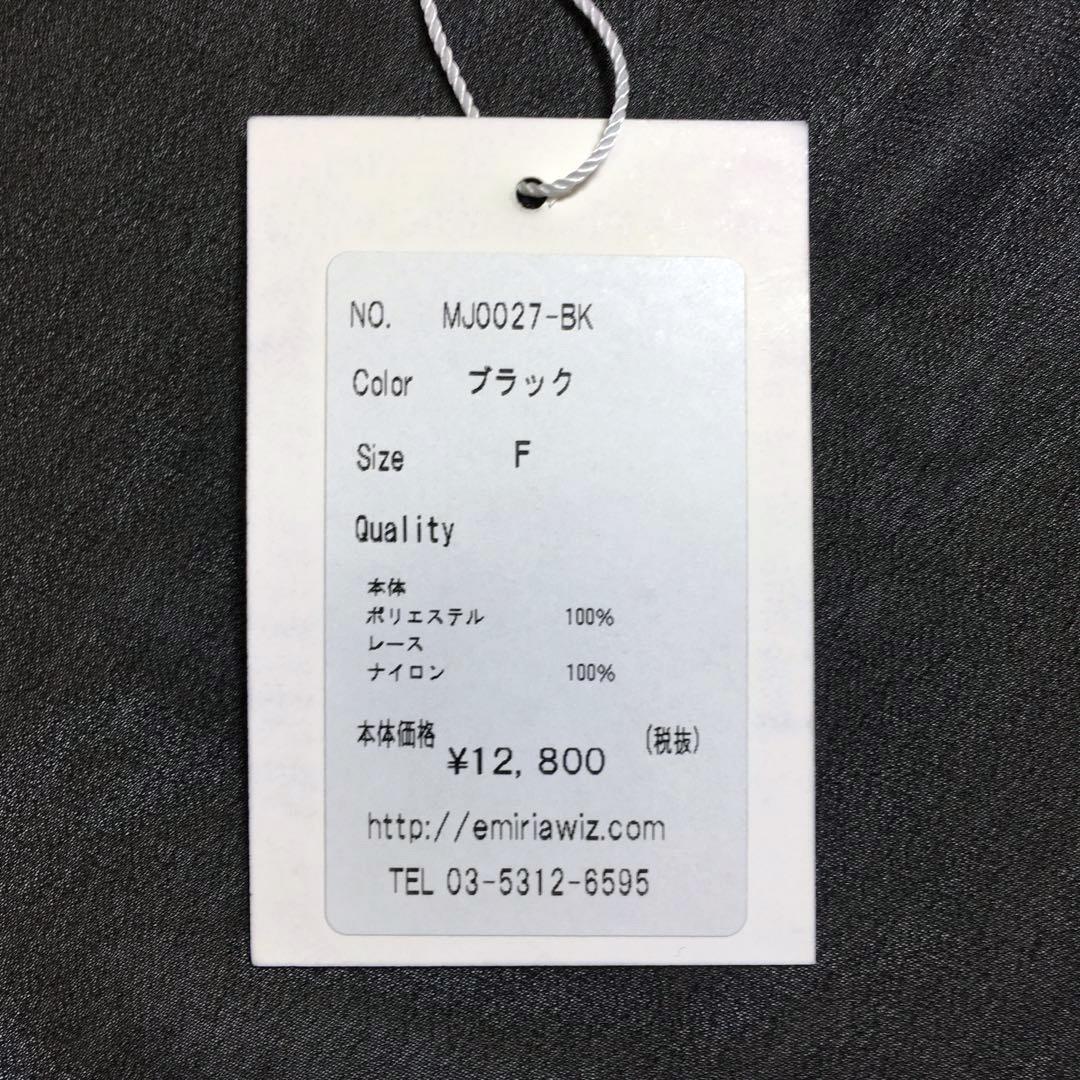 NO. MJ0027-BK
Color ブラック
Size F
Quality
本体
ポリエステル 100%
レース
ナイロン 100%
本体価格 ¥12,800 (税抜)
http://emiriawiz.com
TEL 03-5312-6595